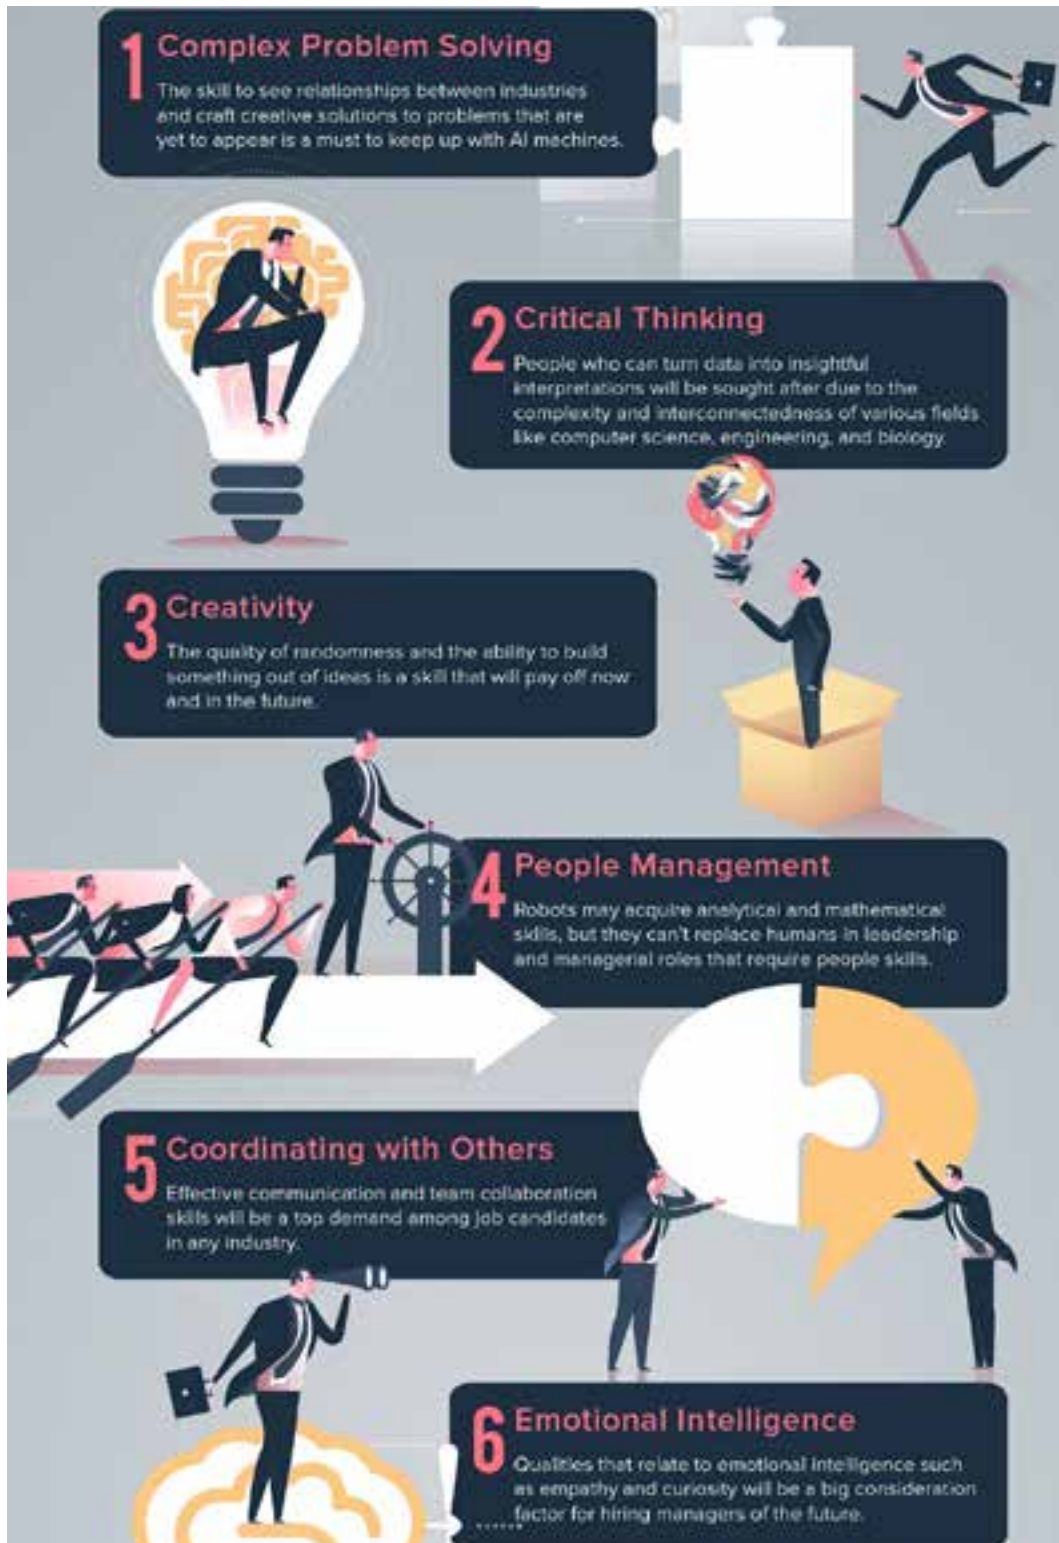 1 Complex Problem Solving
The skill to see relationships between industries
and craft creative solutions to problems that are
yet to appear is a must to keep up with AI machines.
2 Critical Thinking
People who can turn data into insightful
interpretations will be sought after due to the
complexity and interconnectedness of various fields
like computer science, engineering, and biology.
3 Creativity
The quality of randomness and the ability to build
something out of ideas is a skill that will pay off now
and in the future.
4 People Management
Robots may acquire analytical and mathematical
skills, but they can't replace humans in leadership
and managerial roles that require people skills.
5 Coordinating with Others
Effective communication and team collaboration
skills will be a top demand among job candidates
in any industry.
6 Emotional Intelligence
Qualities that relate to emotional intelligence such
as empathy and curiosity will be a big consideration
factor for hiring managers of the future.